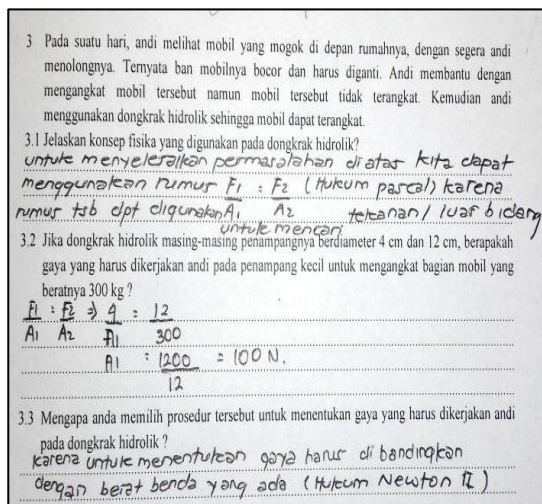 3 Pada suatu hari, andi melihat mobil yang mogok di depan rumahnya, dengan segera andi
menolongnya. Ternyata ban mobilnya bocor dan harus diganti. Andi membantu dengan
mengangkat mobil tersebut namun mobil tersebut tidak terangkat. Kemudian andi
menggunakan dongkrak hidrolik sehingga mobil dapat terangkat.
3.1 Jelaskan konsep fisika yang digunakan pada dongkrak hidrolik?
untuk menyelesaikan permasalahan di atas kita dapat
menggunakan rumus F1 : F2 (Hukum pascal) karena
rumus tsb dpt digunakan A1 A2 tekanan / luas bidang
untuk mencari
3.2 Jika dongkrak hidrolik masing-masing penampangnya berdiameter 4 cm dan 12 cm, berapakah
gaya yang harus dikerjakan andi pada penampang kecil untuk mengangkat bagian mobil yang
beratnya 300 kg ?
F1 : F2 => 4 : 12
A1 A2 A1 300
A1 : 1200 = 100 N.
12
3.3 Mengapa anda memilih prosedur tersebut untuk menentukan gaya yang harus dikerjakan andi
pada dongkrak hidrolik ?
karena untuk menentukan gaya harus di bandingkan
dengan berat benda yang ada (Hukum Newton II)